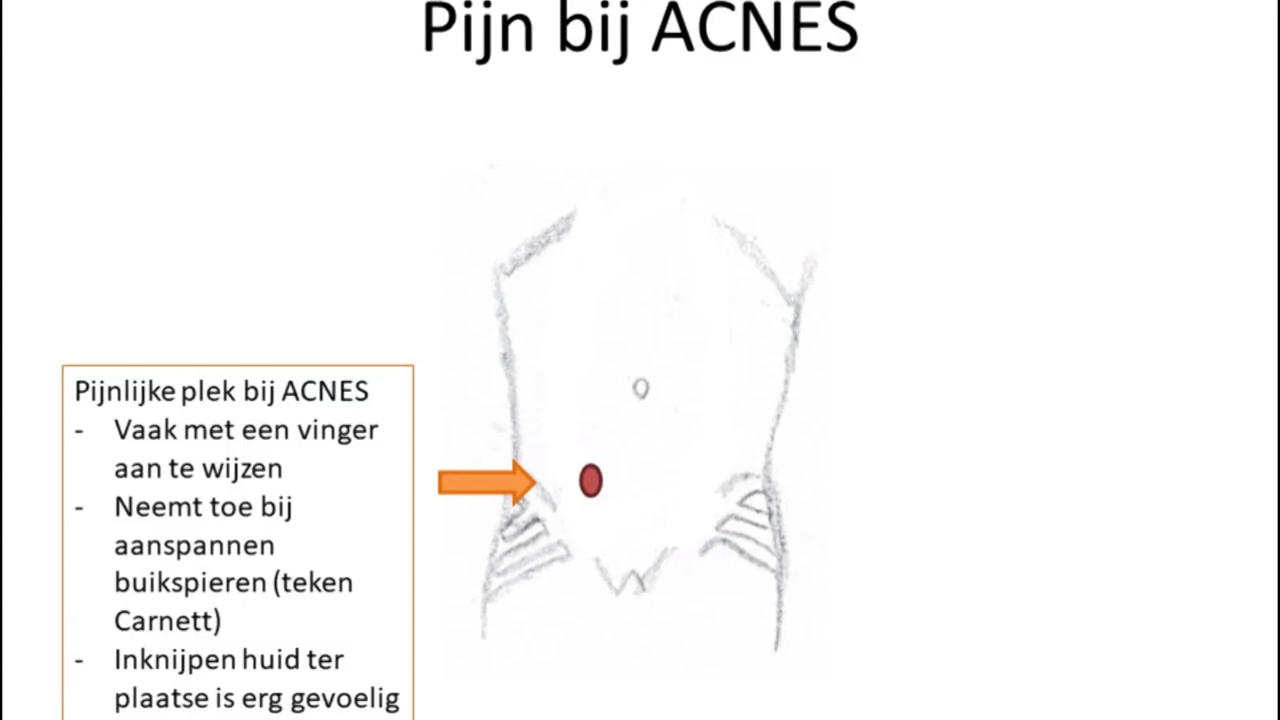 Pijn bij ACNES
Pijnlijke plek bij ACNES
- Vaak met een vinger
aan te wijzen
- Neemt toe bij
aanspannen
buikspieren (teken
Carnett)
- Inknijpen huid ter
plaatse is erg gevoelig